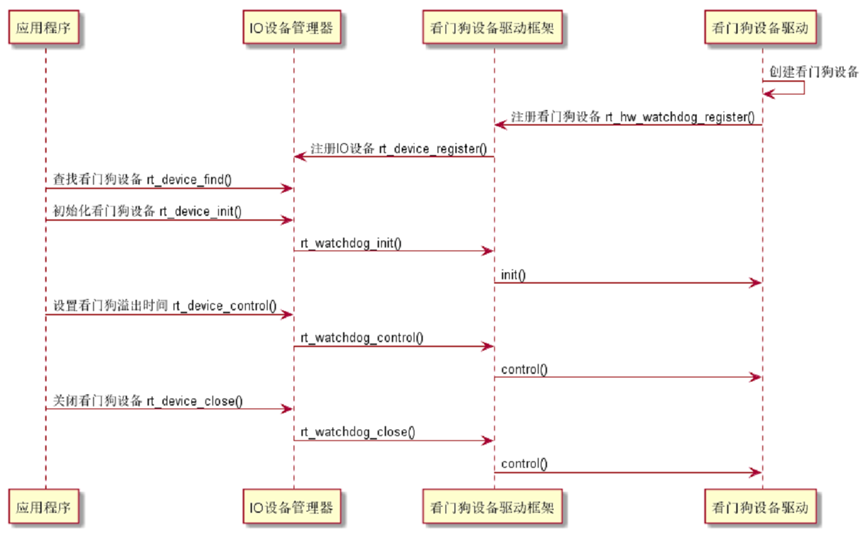 应用程序
IO设备管理器
看门狗设备驱动框架
看门狗设备驱动
创建看门狗设备
注册看门狗设备 rt_hw_watchdog_register()
注册IO设备 rt_device_register()
查找看门狗设备 rt_device_find()
初始化看门狗设备 rt_device_init()
rt_watchdog_init()
init()
设置看门狗溢出时间 rt_device_control()
rt_watchdog_control()
control()
关闭看门狗设备 rt_device_close()
rt_watchdog_close()
control()
应用程序
IO设备管理器
看门狗设备驱动框架
看门狗设备驱动